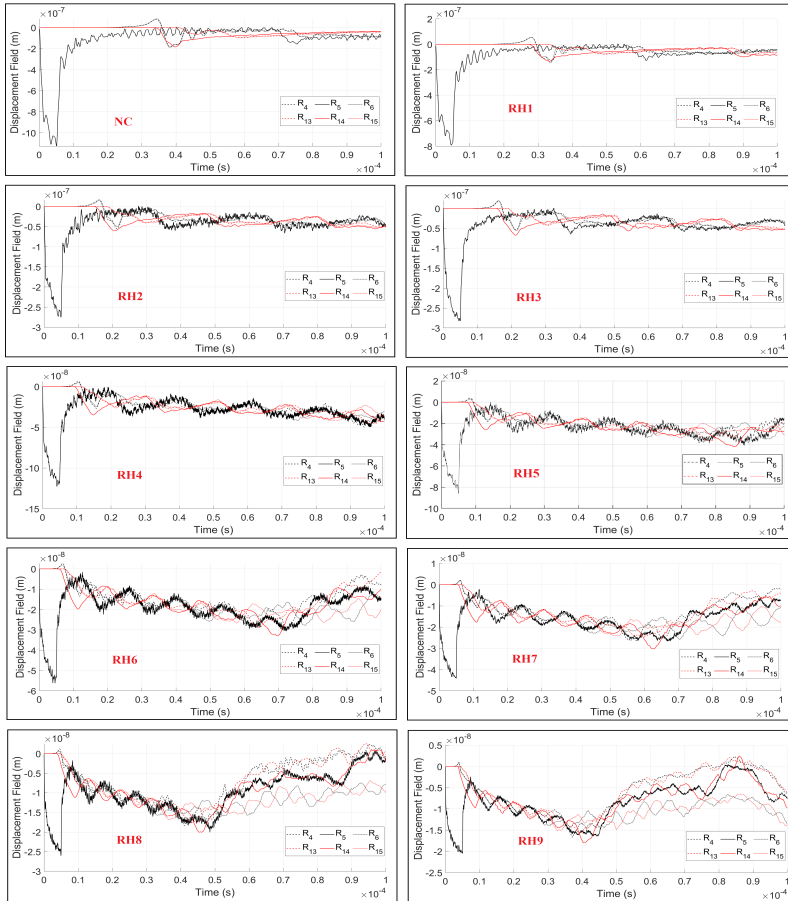 ×10⁻⁷
Displacement Field (m)
0
-2
-4
-6
-8
-10
NC
R₄ R₅ R₆
R₁₃ R₁₄ R₁₅
0 0.1 0.2 0.3 0.4 0.5 0.6 0.7 0.8 0.9 1
Time (s) ×10⁻⁴
×10⁻⁷
Displacement Field (m)
2
0
-2
-4
-6
-8
RH1
R₄ R₅ R₆
R₁₃ R₁₄ R₁₅
0 0.1 0.2 0.3 0.4 0.5 0.6 0.7 0.8 0.9 1
Time (s) ×10⁻⁴
×10⁻⁷
Displacement Field (m)
0
-0.5
-1
-1.5
-2
-2.5
-3
RH2
R₄ R₅ R₆
R₁₃ R₁₄ R₁₅
0 0.1 0.2 0.3 0.4 0.5 0.6 0.7 0.8 0.9 1
Time (s) ×10⁻⁴
×10⁻⁷
Displacement Field (m)
0
-0.5
-1
-1.5
-2
-2.5
-3
RH3
R₄ R₅ R₆
R₁₃ R₁₄ R₁₅
0 0.1 0.2 0.3 0.4 0.5 0.6 0.7 0.8 0.9 1
Time (s) ×10⁻⁴
×10⁻⁸
Displacement Field (m)
0
-5
-10
-15
RH4
R₄ R₅ R₆
R₁₃ R₁₄ R₁₅
0 0.1 0.2 0.3 0.4 0.5 0.6 0.7 0.8 0.9 1
Time (s) ×10⁻⁴
×10⁻⁸
Displacement Field (m)
2
0
-2
-4
-6
-8
-10
RH5
R₄ R₅ R₆
R₁₃ R₁₄ R₁₅
0 0.1 0.2 0.3 0.4 0.5 0.6 0.7 0.8 0.9 1
Time (s) ×10⁻⁴
×10⁻⁸
Displacement Field (m)
0
-1
-2
-3
-4
-5
-6
RH6
R₄ R₅ R₆
R₁₃ R₁₄ R₁₅
0 0.1 0.2 0.3 0.4 0.5 0.6 0.7 0.8 0.9 1
Time (s) ×10⁻⁴
×10⁻⁸
Displacement Field (m)
1
0
-1
-2
-3
-4
-5
RH7
R₄ R₅ R₆
R₁₃ R₁₄ R₁₅
0 0.1 0.2 0.3 0.4 0.5 0.6 0.7 0.8 0.9 1
Time (s) ×10⁻⁴
×10⁻⁸
Displacement Field (m)
0
-0.5
-1
-1.5
-2
-2.5
-3
RH8
R₄ R₅ R₆
R₁₃ R₁₄ R₁₅
0 0.1 0.2 0.3 0.4 0.5 0.6 0.7 0.8 0.9 1
Time (s) ×10⁻⁴
×10⁻⁸
Displacement Field (m)
0.5
0
-0.5
-1
-1.5
-2
-2.5
RH9
R₄ R₅ R₆
R₁₃ R₁₄ R₁₅
0 0.1 0.2 0.3 0.4 0.5 0.6 0.7 0.8 0.9 1
Time (s) ×10⁻⁴